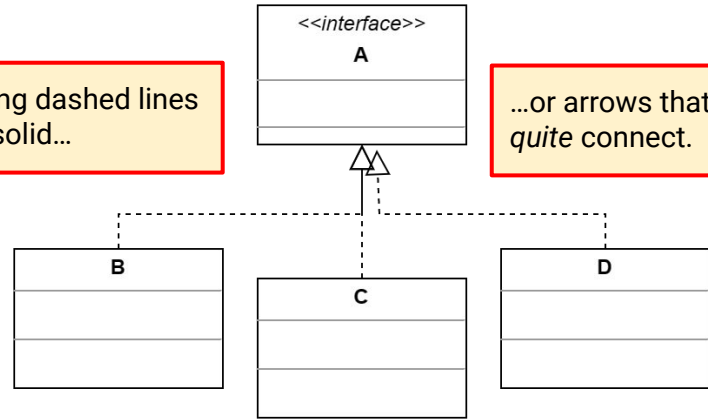 <<interface>>
A
ng dashed lines
solid…
…or arrows that
quite connect.
B
C
D